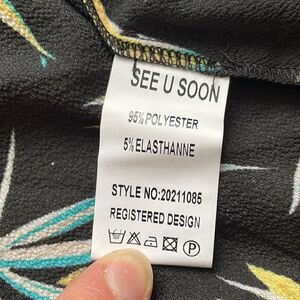 SEE U SOON
95% POLYESTER
5% ELASTHANNE
STYLE NO:20211085
REGISTERED DESIGN